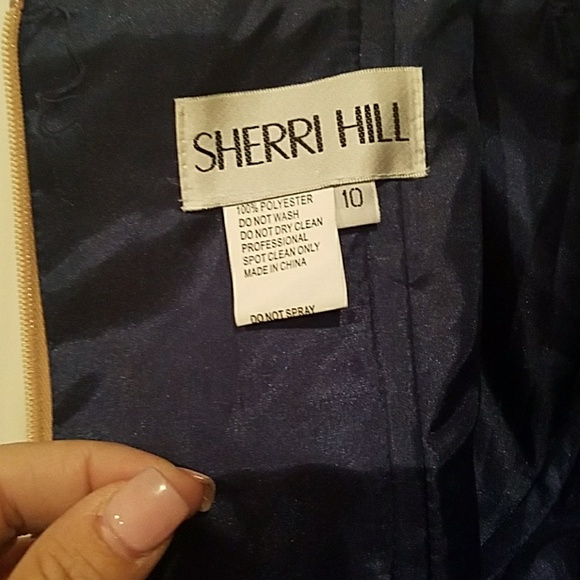 SHERRI HILL
10
100% POLYESTER
DO NOT WASH
DO NOT DRY CLEAN
PROFESSIONAL
SPOT CLEAN ONLY
MADE IN CHINA
DO NOT SPRAY